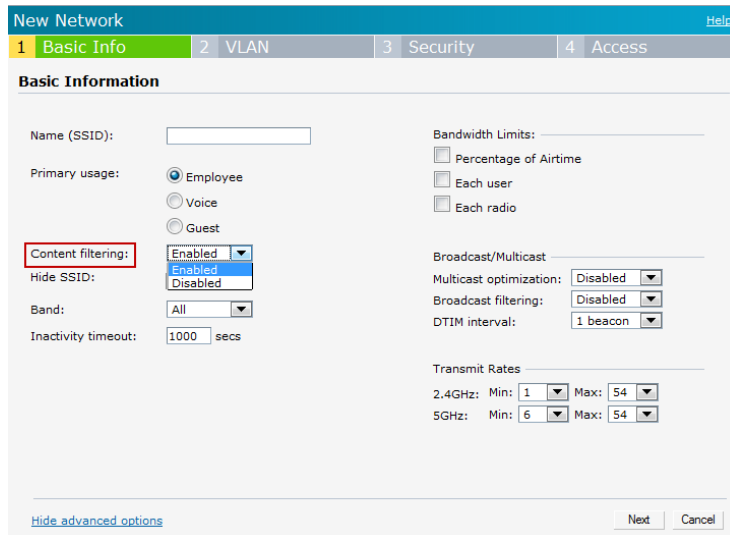 New Network
Help
1 Basic Info
2 VLAN
3 Security
4 Access
Basic Information
Name (SSID):
Primary usage:
Employee
Voice
Guest
Content filtering:
Enabled
Enabled
Disabled
Hide SSID:
Band:
All
Inactivity timeout:
1000 secs
Bandwidth Limits:
Percentage of Airtime
Each user
Each radio
Broadcast/Multicast
Multicast optimization: Disabled
Broadcast filtering: Disabled
DTIM interval: 1 beacon
Transmit Rates
2.4GHz: Min: 1 Max: 54
5GHz: Min: 6 Max: 54
Hide advanced options
Next
Cancel